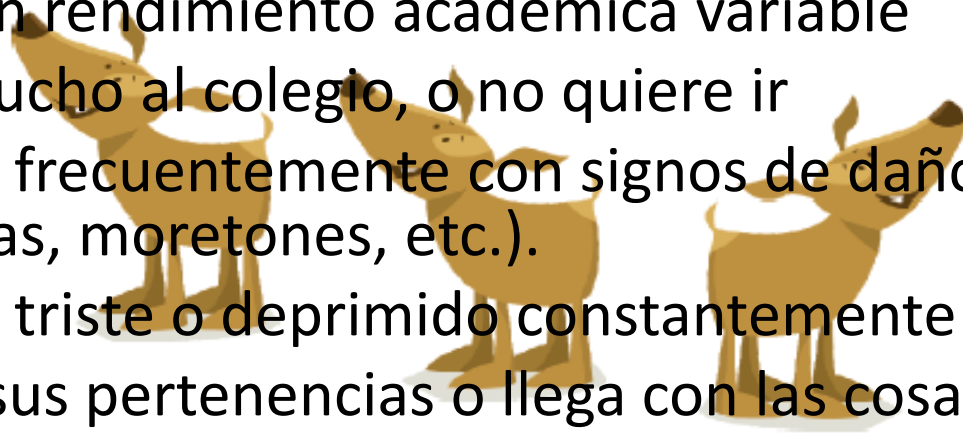 n rendimiento académica variable
ucho al colegio, o no quiere ir
frecuentemente con signos de daño
as, moretones, etc.).
triste o deprimido constantemente
sus pertenencias o llega con las cosa